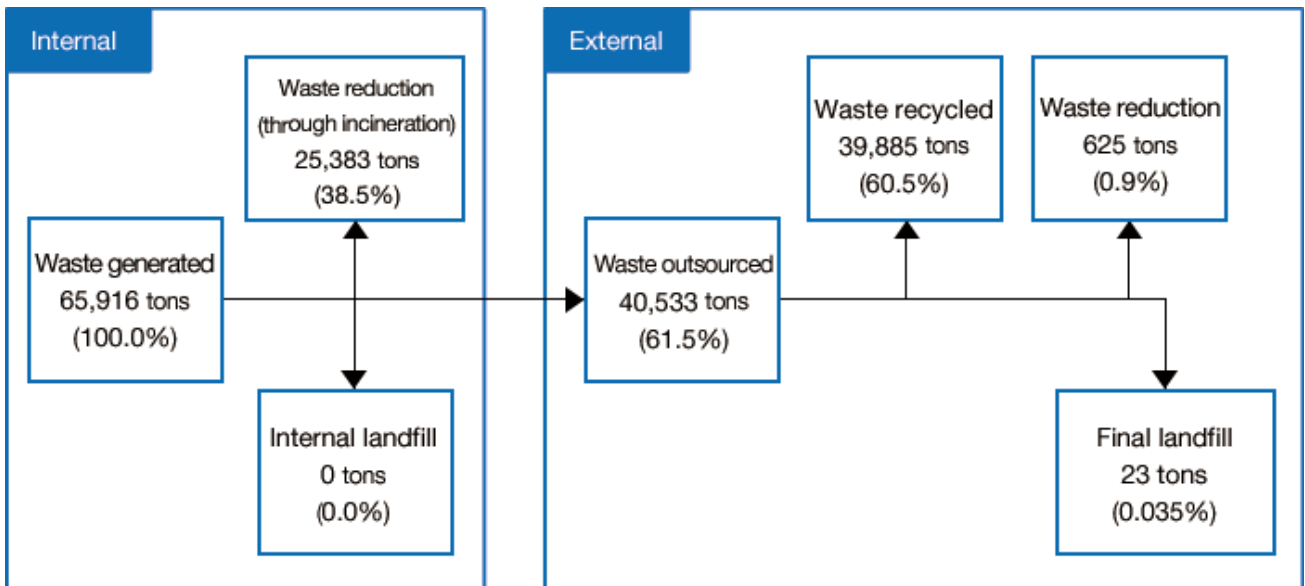 Internal
Waste reduction
(through incineration)
25,383 tons
(38.5%)
Waste generated
65,916 tons
(100.0%)
Internal landfill
0 tons
(0.0%)
External
Waste recycled
39,885 tons
(60.5%)
Waste reduction
625 tons
(0.9%)
Waste outsourced
40,533 tons
(61.5%)
Final landfill
23 tons
(0.035%)